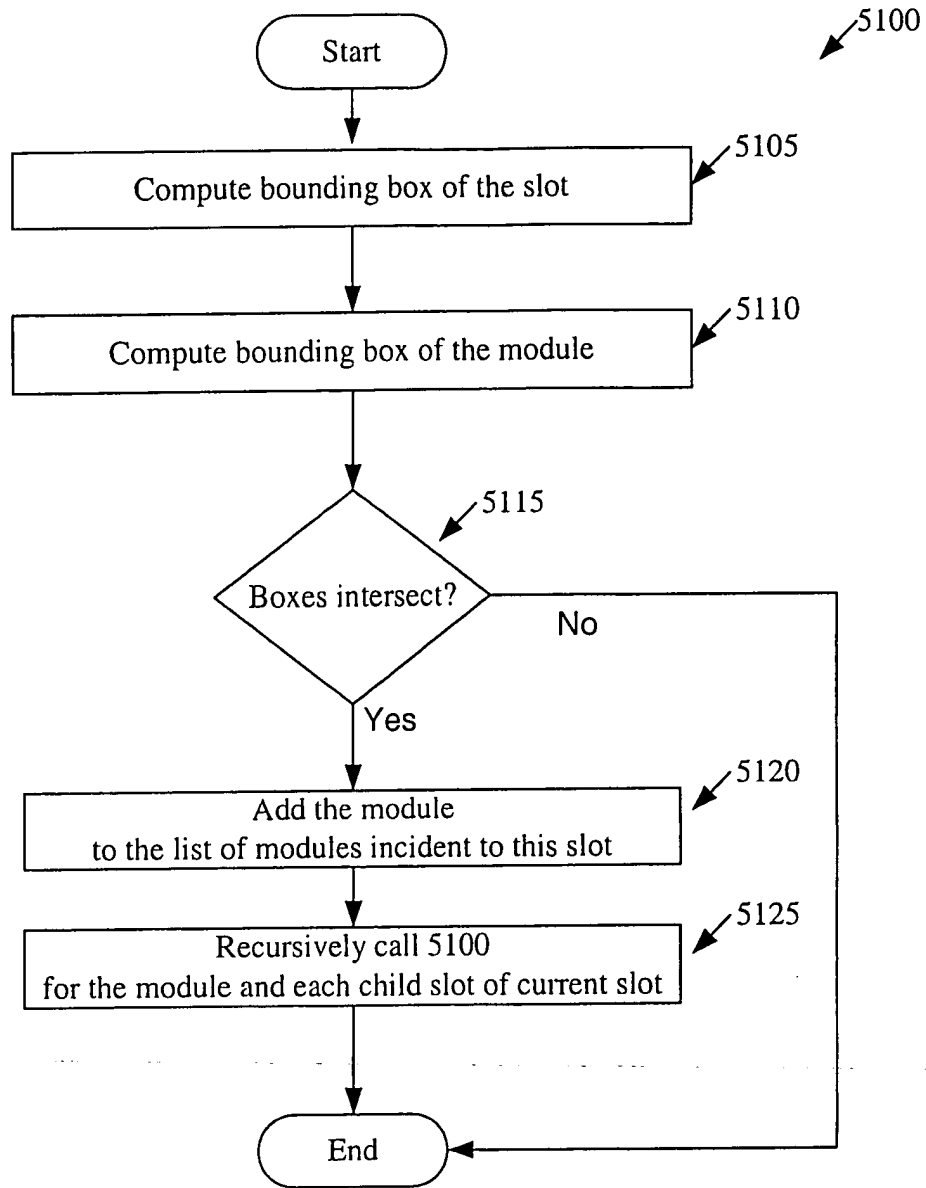 5100
Start
5105
Compute bounding box of the slot
5110
Compute bounding box of the module
5115
Boxes intersect?
No
Yes
5120
Add the module
to the list of modules incident to this slot
5125
Recursively call 5100
for the module and each child slot of current slot
End